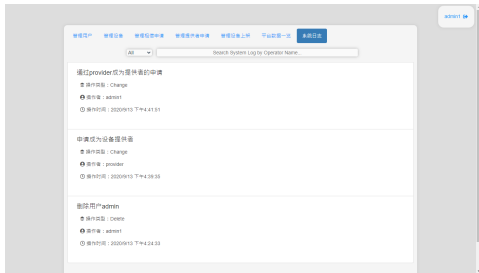 admin1
管理用户 管理设备 管理租赁申请 管理提供者申请 管理设备上架 平台数据一览 系统日志
All Search System Log by Operator Name...
通过provider成为提供者的申请
操作类型：Change
操作者：admin1
操作时间：2020/9/13 下午4:41:01
申请成为设备提供者
操作类型：Change
操作者：provider
操作时间：2020/9/13 下午4:39:35
删除用户admin
操作类型：Delete
操作者：admin1
操作时间：2020/9/13 下午4:24:33